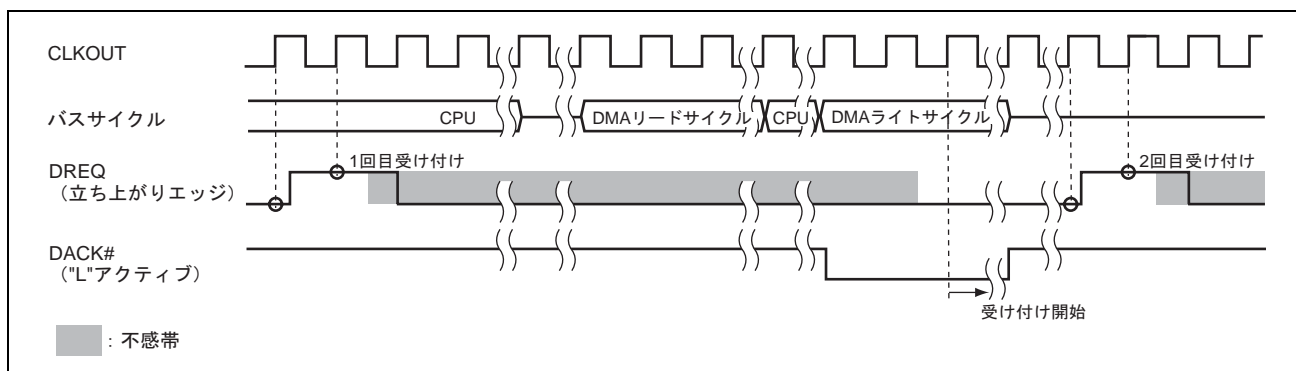 CLKOUT
バスサイクル
CPU
DMAリードサイクル
CPU
DMAライトサイクル
DREQ
（立ち上がりエッジ）
1回目受け付け
2回目受け付け
DACK#
（"L"アクティブ）
受け付け開始
：不感帯